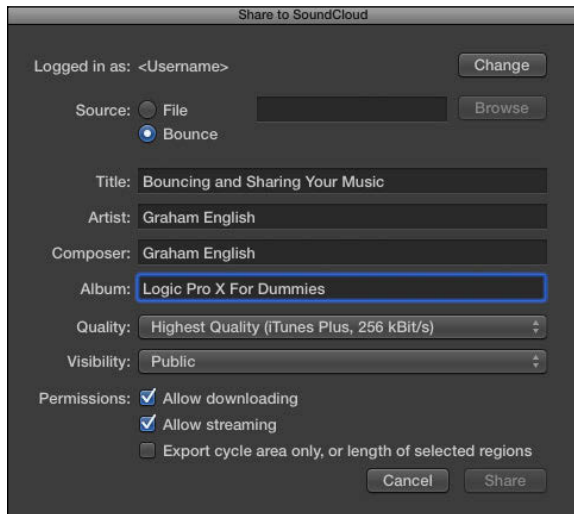 Share to SoundCloud
Logged in as: <Username> Change
Source: File Browse
Bounce
Title: Bouncing and Sharing Your Music
Artist: Graham English
Composer: Graham English
Album: Logic Pro X For Dummies
Quality: Highest Quality (iTunes Plus, 256 kBit/s)
Visibility: Public
Permissions: Allow downloading
Allow streaming
Export cycle area only, or length of selected regions
Cancel Share